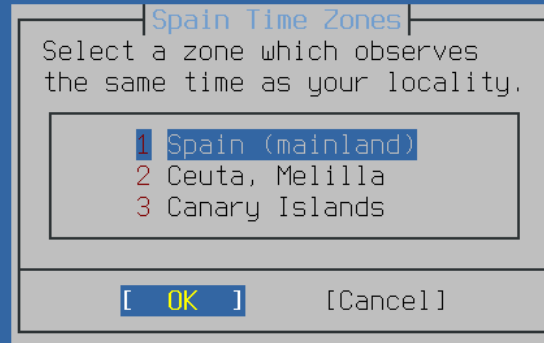 Spain Time Zones
Select a zone which observes
the same time as your locality.
1 Spain (mainland)
2 Ceuta, Melilla
3 Canary Islands
[ OK ] [Cancel]